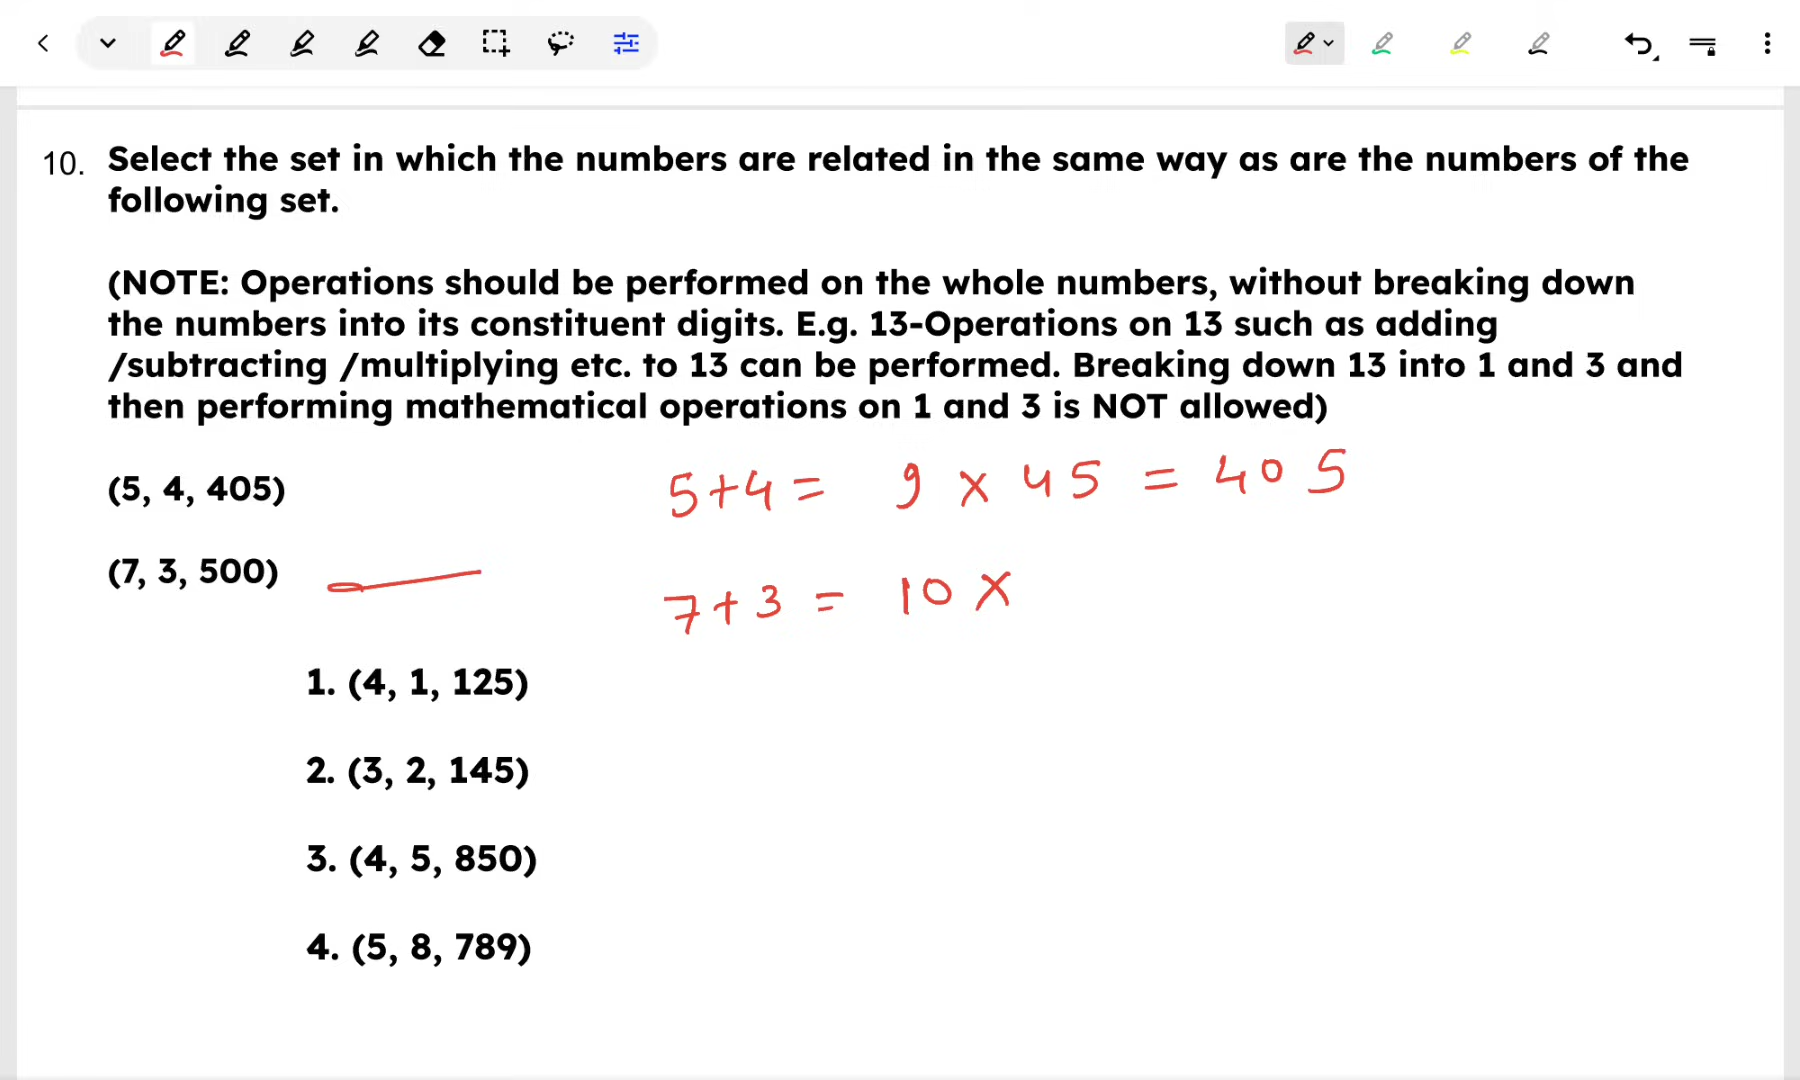 10. Select the set in which the numbers are related in the same way as are the numbers of the
following set.
(NOTE: Operations should be performed on the whole numbers, without breaking down
the numbers into its constituent digits. E.g. 13-Operations on 13 such as adding
/subtracting /multiplying etc. to 13 can be performed. Breaking down 13 into 1 and 3 and
then performing mathematical operations on 1 and 3 is NOT allowed)
(5, 4, 405) 5+4 = 9 × 45 = 405
(7, 3, 500) 7+3 = 10 ×
1. (4, 1, 125)
2. (3, 2, 145)
3. (4, 5, 850)
4. (5, 8, 789)